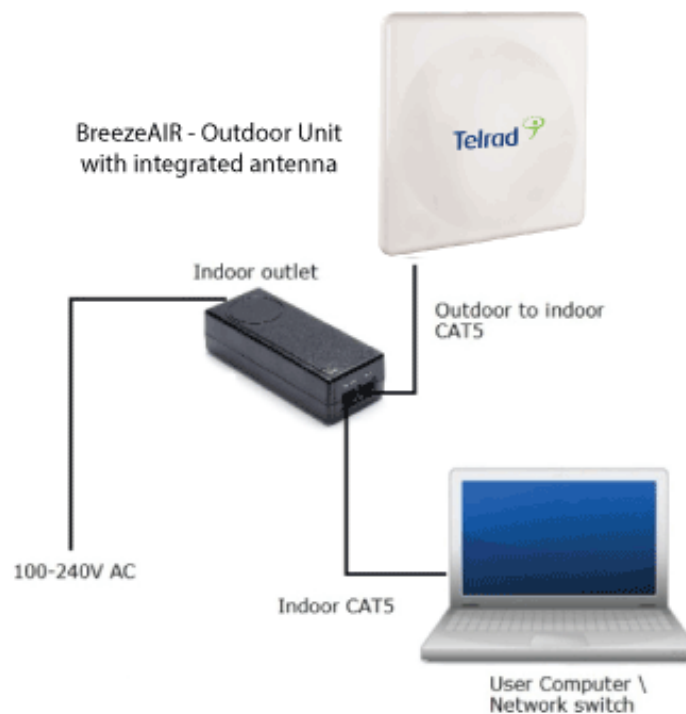 BreezeAIR - Outdoor Unit
with integrated antenna
Telrad
Indoor outlet
Outdoor to indoor
CAT5
100-240V AC
Indoor CAT5
User Computer \
Network switch